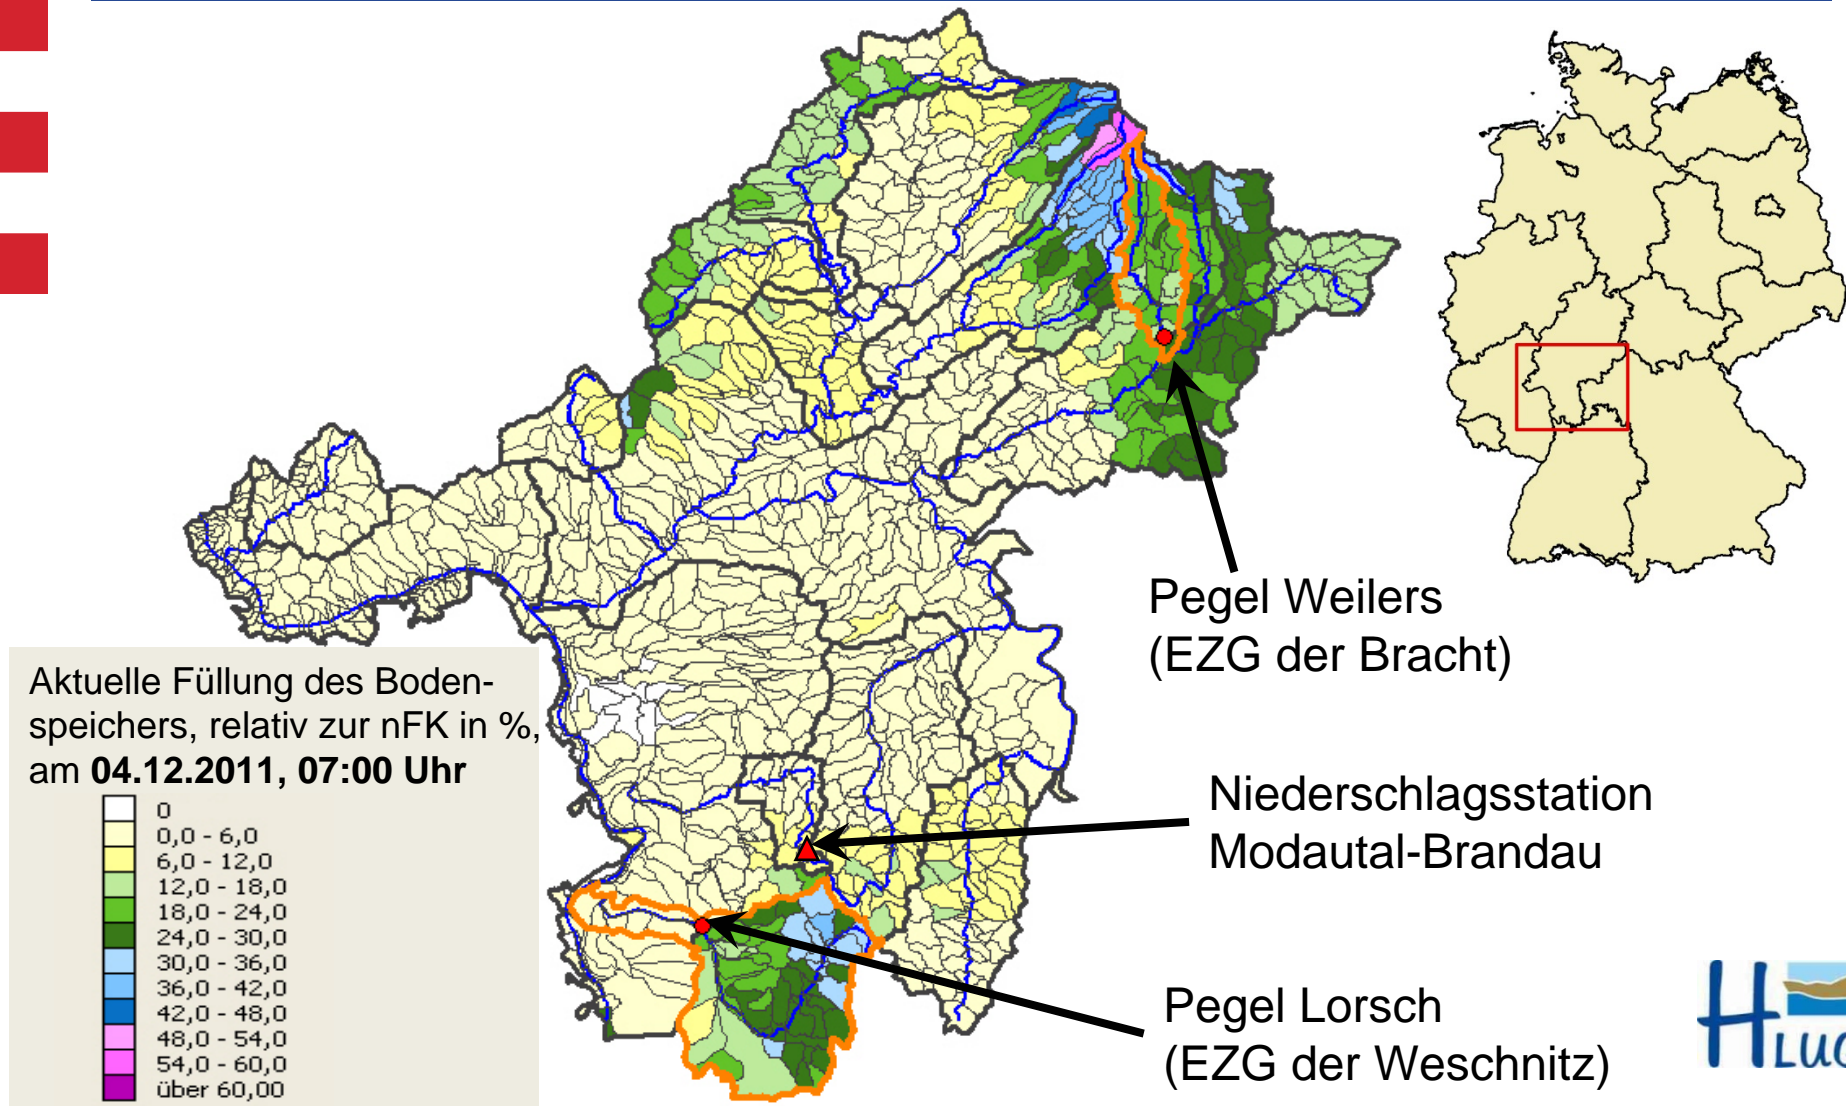 Pegel Weilers
(EZG der Bracht)
Aktuelle Füllung des Boden-
speichers, relativ zur nFK in %,
am 04.12.2011, 07:00 Uhr
0
0,0 - 6,0
6,0 - 12,0
12,0 - 18,0
18,0 - 24,0
24,0 - 30,0
30,0 - 36,0
36,0 - 42,0
42,0 - 48,0
48,0 - 54,0
54,0 - 60,0
über 60,00
Niederschlagsstation
Modautal-Brandau
Pegel Lorsch
(EZG der Weschnitz)
HLUG